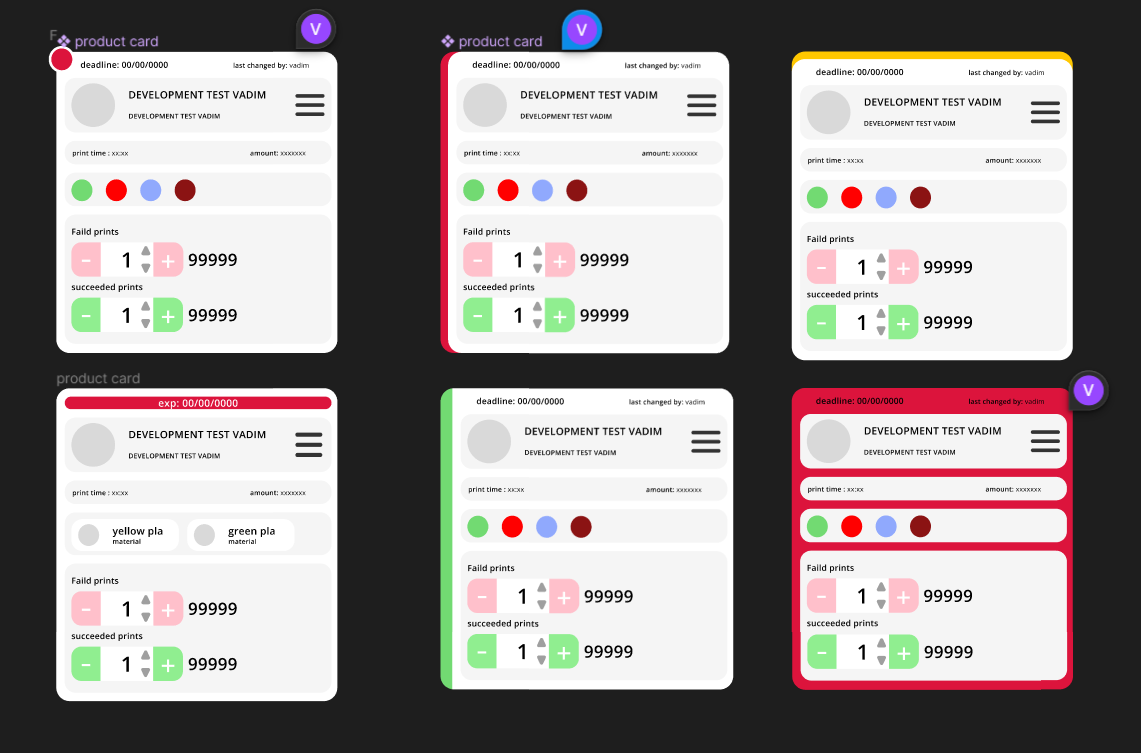 F
product card
V
deadline: 00/00/0000 last changed by: vadim
DEVELOPMENT TEST VADIM
DEVELOPMENT TEST VADIM
print time : xx:xx amount: xxxxxxx
Faild prints
- 1 + 99999
succeeded prints
- 1 + 99999
product card
V
deadline: 00/00/0000 last changed by: vadim
DEVELOPMENT TEST VADIM
DEVELOPMENT TEST VADIM
print time : xx:xx amount: xxxxxxx
Faild prints
- 1 + 99999
succeeded prints
- 1 + 99999
deadline: 00/00/0000 last changed by: vadim
DEVELOPMENT TEST VADIM
DEVELOPMENT TEST VADIM
print time : xx:xx amount: xxxxxxx
Faild prints
- 1 + 99999
succeeded prints
- 1 + 99999
product card
exp: 00/00/0000
DEVELOPMENT TEST VADIM
DEVELOPMENT TEST VADIM
print time : xx:xx amount: xxxxxxx
yellow pla green pla
material material
Faild prints
- 1 + 99999
succeeded prints
- 1 + 99999
deadline: 00/00/0000 last changed by: vadim
DEVELOPMENT TEST VADIM
DEVELOPMENT TEST VADIM
print time : xx:xx amount: xxxxxxx
Faild prints
- 1 + 99999
succeeded prints
- 1 + 99999
V
deadline: 00/00/0000 last changed by: vadim
DEVELOPMENT TEST VADIM
DEVELOPMENT TEST VADIM
print time : xx:xx amount: xxxxxxx
Faild prints
- 1 + 99999
succeeded prints
- 1 + 99999